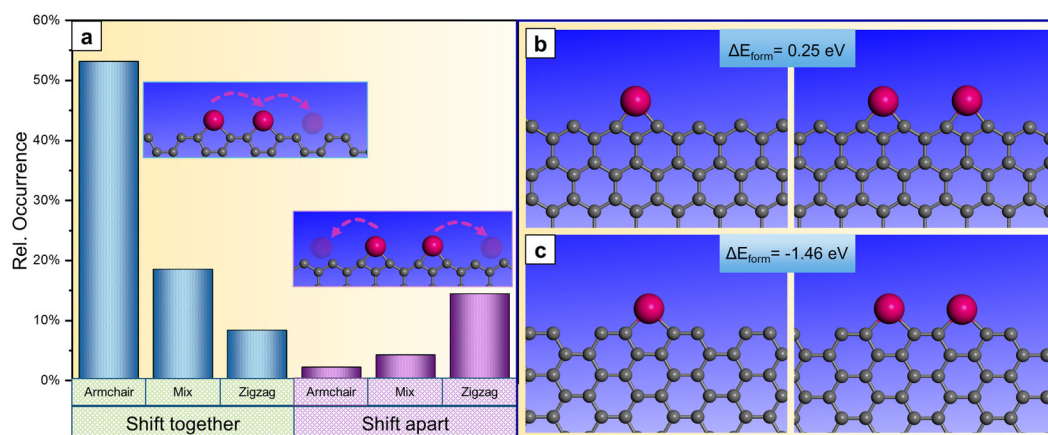 a
60%
50%
40%
30%
20%
10%
0%
Rel. Occurrence
Armchair
Mix
Zigzag
Armchair
Mix
Zigzag
Shift together
Shift apart
b
ΔEform= 0.25 eV
c
ΔEform= -1.46 eV